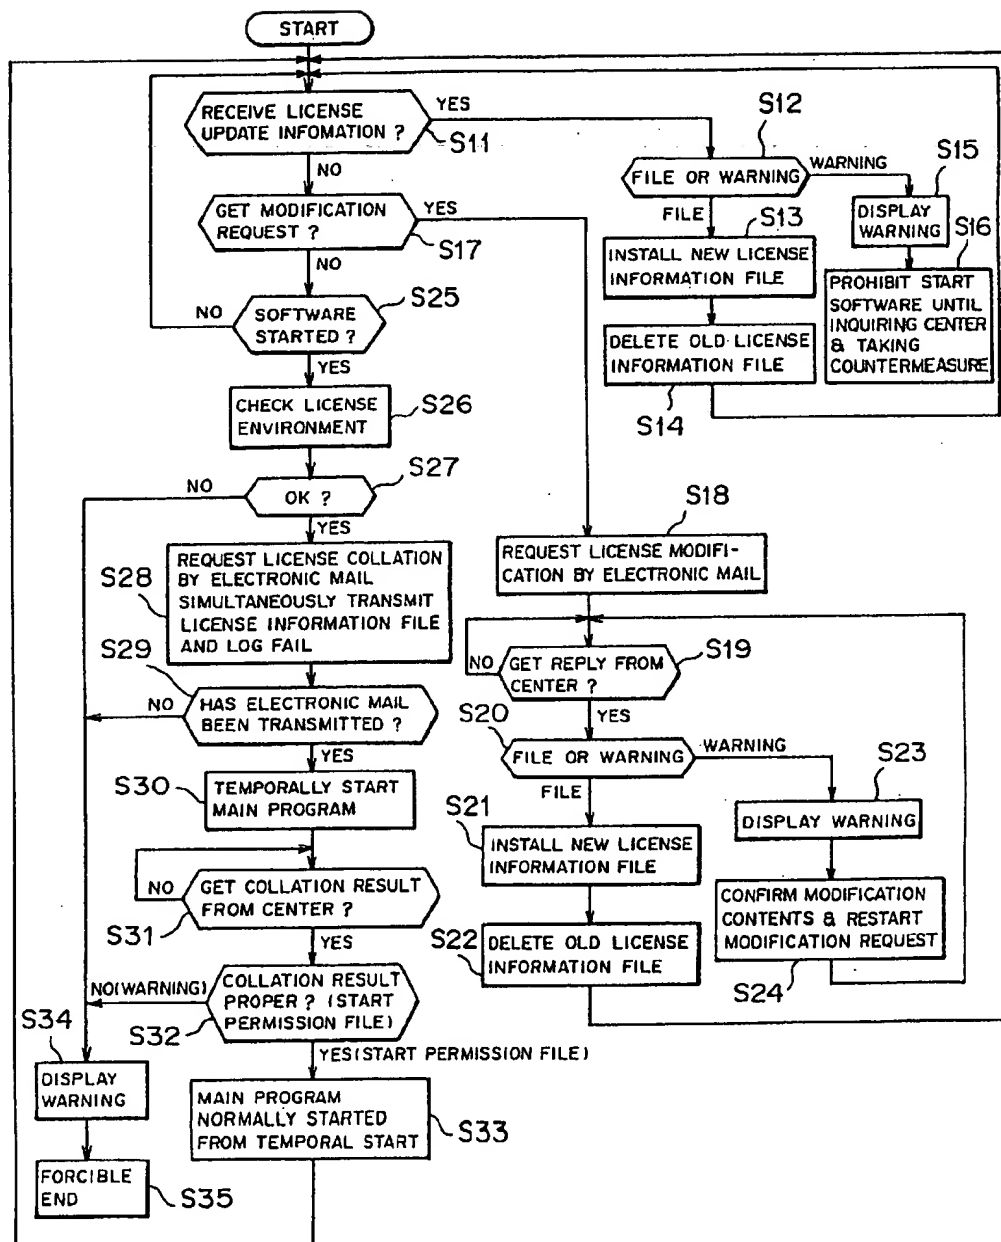 START
RECEIVE LICENSE
UPDATE INFOMATION ?
YES
S11
NO
S12
FILE OR WARNING
WARNING
S15
FILE
S13
DISPLAY
WARNING
S16
GET MODIFICATION
REQUEST ?
YES
S17
NO
INSTALL NEW LICENSE
INFORMATION FILE
PROHIBIT START
SOFTWARE UNTIL
INQUIRING CENTER
& TAKING
COUNTERMEASURE
DELETE OLD LICENSE
INFORMATION FILE
S14
S25
NO
SOFTWARE
STARTED ?
YES
CHECK LICENSE
ENVIRONMENT
S26
S27
NO
OK ?
YES
S18
REQUEST LICENSE MODIFI-
CATION BY ELECTRONIC MAIL
S28
REQUEST LICENSE COLLATION
BY ELECTRONIC MAIL
SIMULTANEOUSLY TRANSMIT
LICENSE INFORMATION FILE
AND LOG FAIL
NO
GET REPLY FROM
CENTER ?
S19
YES
S29
NO
HAS ELECTRONIC MAIL
BEEN TRANSMITTED ?
YES
S20
FILE OR WARNING
WARNING
FILE
S23
DISPLAY WARNING
S30
TEMPORALLY START
MAIN PROGRAM
S21
INSTALL NEW LICENSE
INFORMATION FILE
NO
GET COLLATION RESULT
FROM CENTER ?
S31
YES
CONFIRM MODIFICATION
CONTENTS & RESTART
MODIFICATION REQUEST
S24
S22
DELETE OLD LICENSE
INFORMATION FILE
NO(WARNING)
COLLATION RESULT
PROPER ? (START
PERMISSION FILE)
S32
YES(START PERMISSION FILE)
S34
DISPLAY
WARNING
MAIN PROGRAM
NORMALLY STARTED
FROM TEMPORAL START
S33
FORCIBLE
END
S35